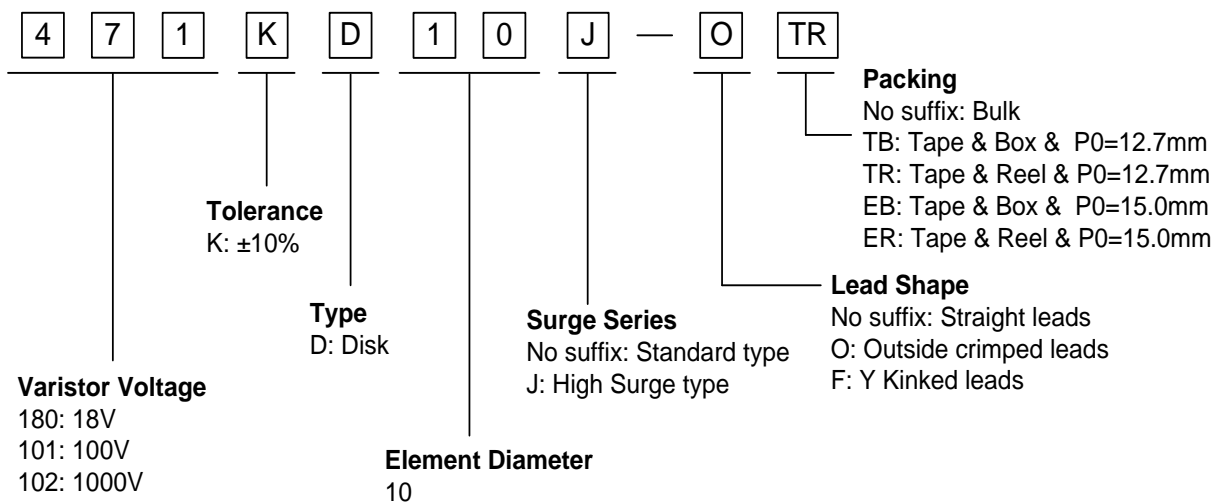 4 7 1 K D 1 0 J — O TR
Packing
No suffix: Bulk
TB: Tape & Box & P0=12.7mm
TR: Tape & Reel & P0=12.7mm
EB: Tape & Box & P0=15.0mm
ER: Tape & Reel & P0=15.0mm
Tolerance
K: ±10%
Lead Shape
No suffix: Straight leads
O: Outside crimped leads
F: Y Kinked leads
Type
D: Disk
Surge Series
No suffix: Standard type
J: High Surge type
Varistor Voltage
180: 18V
101: 100V
102: 1000V
Element Diameter
10